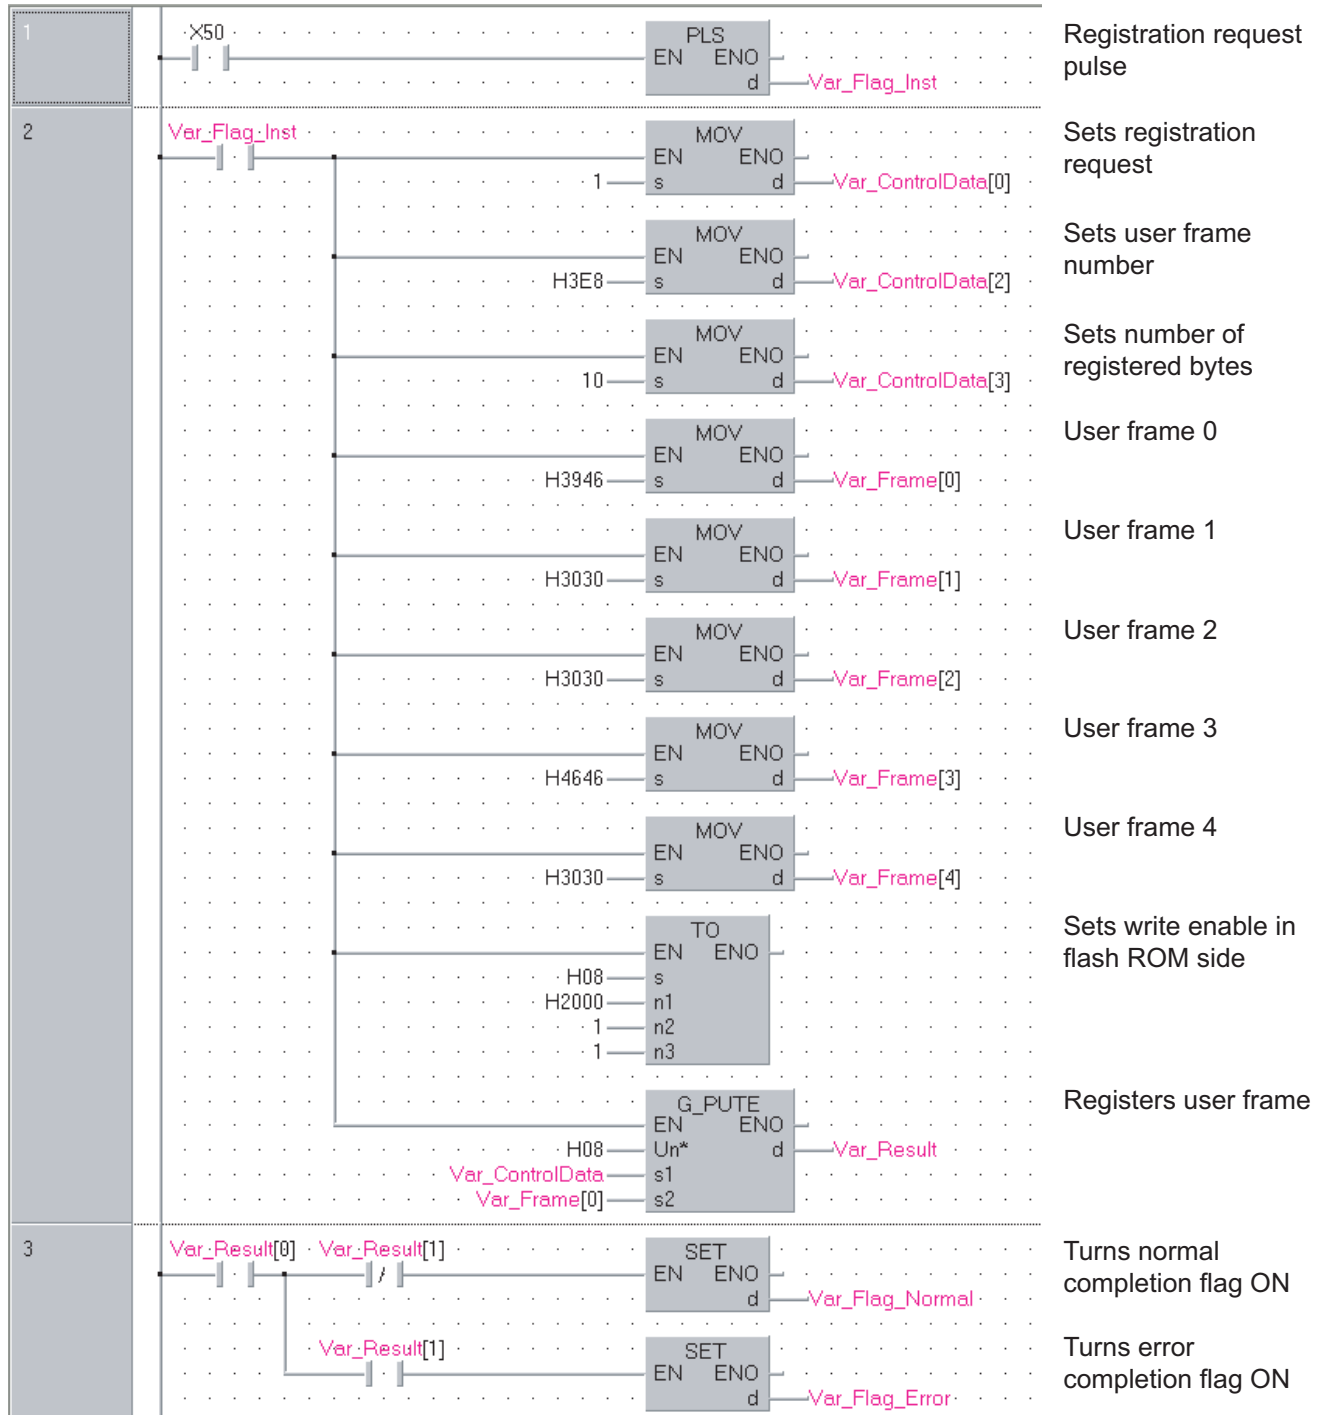 1
X50
PLS
EN ENO
d
Var_Flag_Inst
Registration request
pulse
2
Var_Flag_Inst
MOV
EN ENO
1
s d
Var_ControlData[0]
Sets registration
request
MOV
EN ENO
H3E8
s d
Var_ControlData[2]
Sets user frame
number
MOV
EN ENO
10
s d
Var_ControlData[3]
Sets number of
registered bytes
MOV
EN ENO
H3946
s d
Var_Frame[0]
User frame 0
MOV
EN ENO
H3030
s d
Var_Frame[1]
User frame 1
MOV
EN ENO
H3030
s d
Var_Frame[2]
User frame 2
MOV
EN ENO
H4646
s d
Var_Frame[3]
User frame 3
MOV
EN ENO
H3030
s d
Var_Frame[4]
User frame 4
TO
EN ENO
H08
s
H2000
n1
1
n2
1
n3
Sets write enable in
flash ROM side
G_PUTE
EN ENO
H08
Un* d
Var_Result
Var_ControlData
s1
Var_Frame[0]
s2
Registers user frame
3
Var_Result[0] Var_Result[1]
SET
EN ENO
d
Var_Flag_Normal
Turns normal
completion flag ON
Var_Result[1]
SET
EN ENO
d
Var_Flag_Error
Turns error
completion flag ON